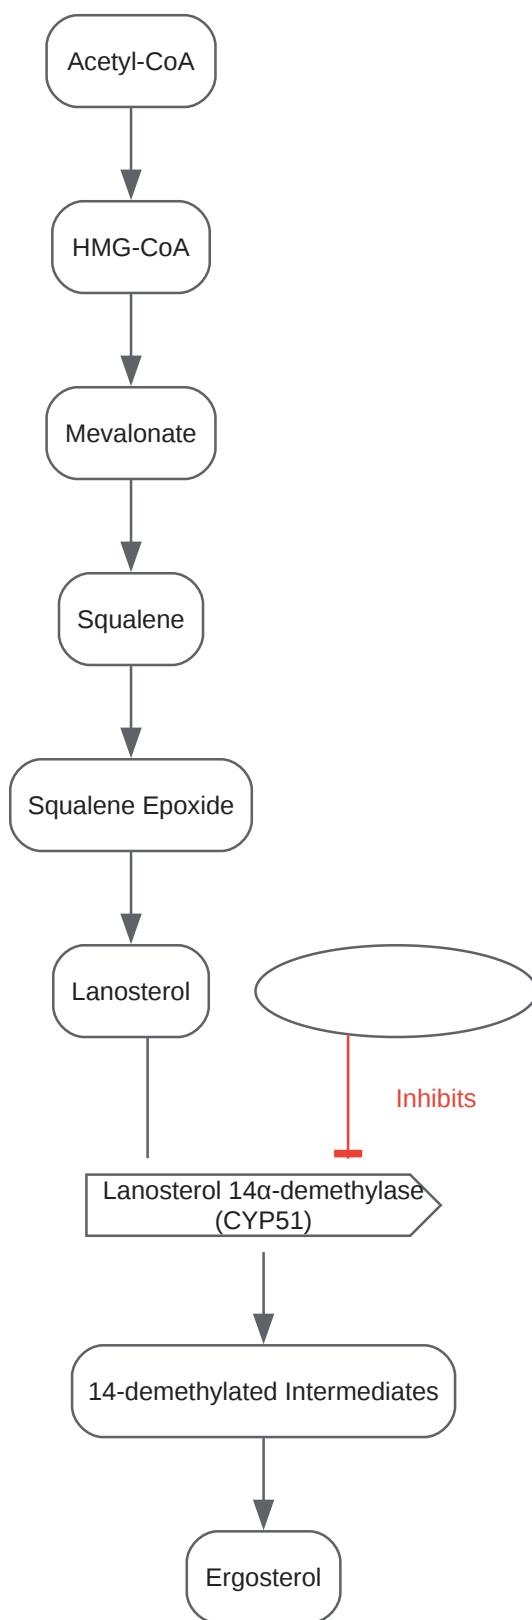 Acetyl-CoA
HMG-CoA
Mevalonate
Squalene
Squalene Epoxide
Lanosterol
Inhibits
Lanosterol 14α-demethylase
(CYP51)
14-demethylated Intermediates
Ergosterol